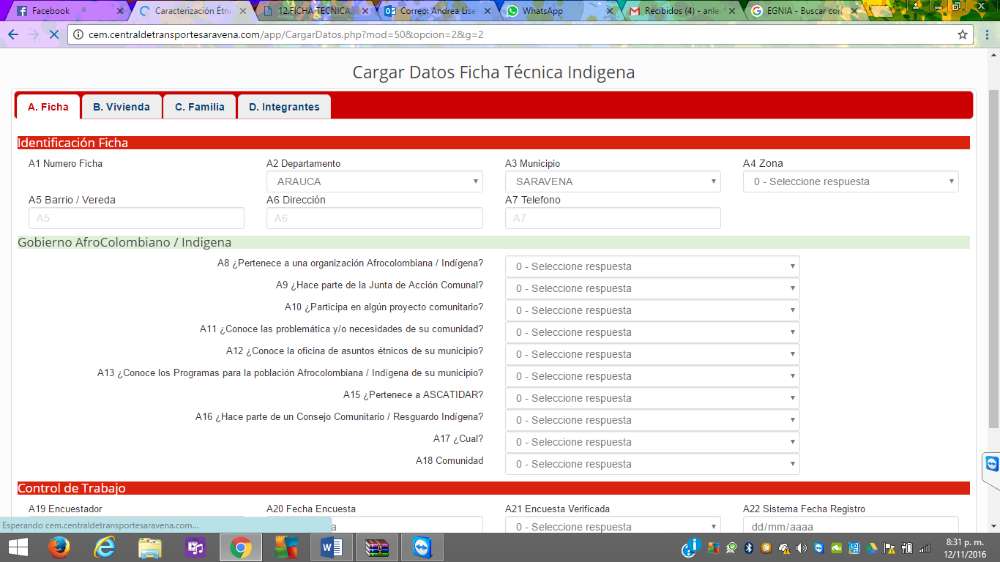 Facebook
Caracterización Étni
12.FICHA TECNICA
Correo: Andrea Lise
WhatsApp
Recibidos (4) - anle
EGNIA - Buscar co
cem.centraldetransportesaravena.com/app/CargarDatos.php?mod=50&opcion=2&g=2
Cargar Datos Ficha Técnica Indigena
A. Ficha
B. Vivienda
C. Familia
D. Integrantes
Identificación Ficha
A1 Numero Ficha
A2 Departamento
A3 Municipio
A4 Zona
ARAUCA
SARAVENA
0 - Seleccione respuesta
A5 Barrio / Vereda
A6 Dirección
A7 Telefono
A5
A6
A7
Gobierno AfroColombiano / Indigena
A8 ¿Pertenece a una organización Afrocolombiana / Indígena?
0 - Seleccione respuesta
A9 ¿Hace parte de la Junta de Acción Comunal?
0 - Seleccione respuesta
A10 ¿Participa en algún proyecto comunitario?
0 - Seleccione respuesta
A11 ¿Conoce las problemática y/o necesidades de su comunidad?
0 - Seleccione respuesta
A12 ¿Conoce la oficina de asuntos étnicos de su municipio?
0 - Seleccione respuesta
A13 ¿Conoce los Programas para la población Afrocolombiana / Indígena de su municipio?
0 - Seleccione respuesta
A15 ¿Pertenece a ASCATIDAR?
0 - Seleccione respuesta
A16 ¿Hace parte de un Consejo Comunitario / Resguardo Indígena?
0 - Seleccione respuesta
A17 ¿Cual?
0 - Seleccione respuesta
A18 Comunidad
0 - Seleccione respuesta
Control de Trabajo
A19 Encuestador
A20 Fecha Encuesta
A21 Encuesta Verificada
A22 Sistema Fecha Registro
a
0 - Seleccione respuesta
dd/mm/aaaa
Esperando cem.centraldetransportesaravena.com...
8:31 p. m.
12/11/2016